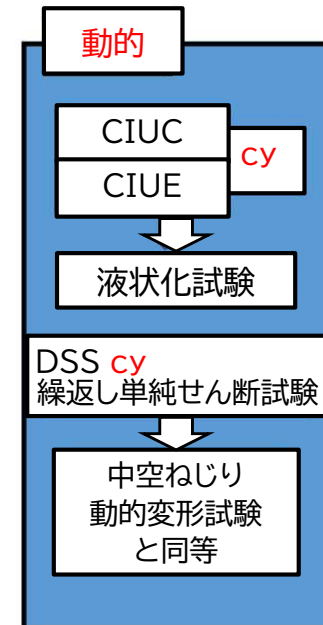 動的
CIUC
cy
CIUE
液状化試験
DSS cy
繰返し単純せん断試験
中空ねじり
動的変形試験
と同等